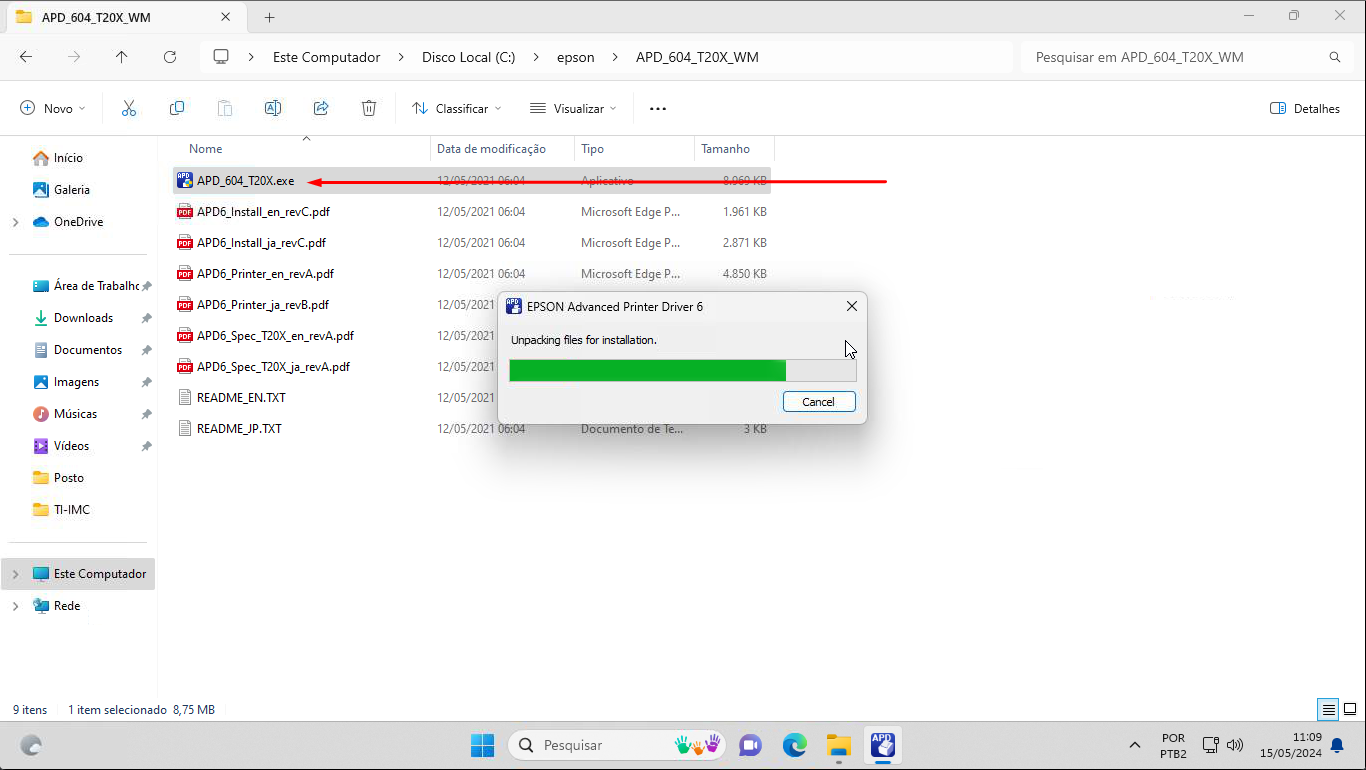 APD_604_T20X_WM
Este Computador > Disco Local (C:) > epson > APD_604_T20X_WM
Pesquisar em APD_604_T20X_WM
Novo
Classificar
Visualizar
Detalhes
Nome Data de modificação Tipo Tamanho
Início
Galeria
OneDrive
Área de Trabalhc
Downloads
Documentos
Imagens
Músicas
Vídeos
Posto
TI-IMC
Este Computador
Rede
APD_604_T20X.exe 12/05/2021 06:04 Aplicativo 8.969 KB
APD6_Install_en_revC.pdf 12/05/2021 06:04 Microsoft Edge P... 1.961 KB
APD6_Install_ja_revC.pdf 12/05/2021 06:04 Microsoft Edge P... 2.871 KB
APD6_Printer_en_revA.pdf 12/05/2021 06:04 Microsoft Edge P... 4.850 KB
APD6_Printer_ja_revB.pdf 12/05/2021
APD6_Spec_T20X_en_revA.pdf 12/05/2021
APD6_Spec_T20X_ja_revA.pdf 12/05/2021
README_EN.TXT 12/05/2021
README_JP.TXT 12/05/2021 06:04 Documento de Te... 3 KB
APD
EPSON Advanced Printer Driver 6
Unpacking files for installation.
Cancel
9 itens 1 item selecionado 8,75 MB
Pesquisar
APD
POR
PTB2
11:09
15/05/2024